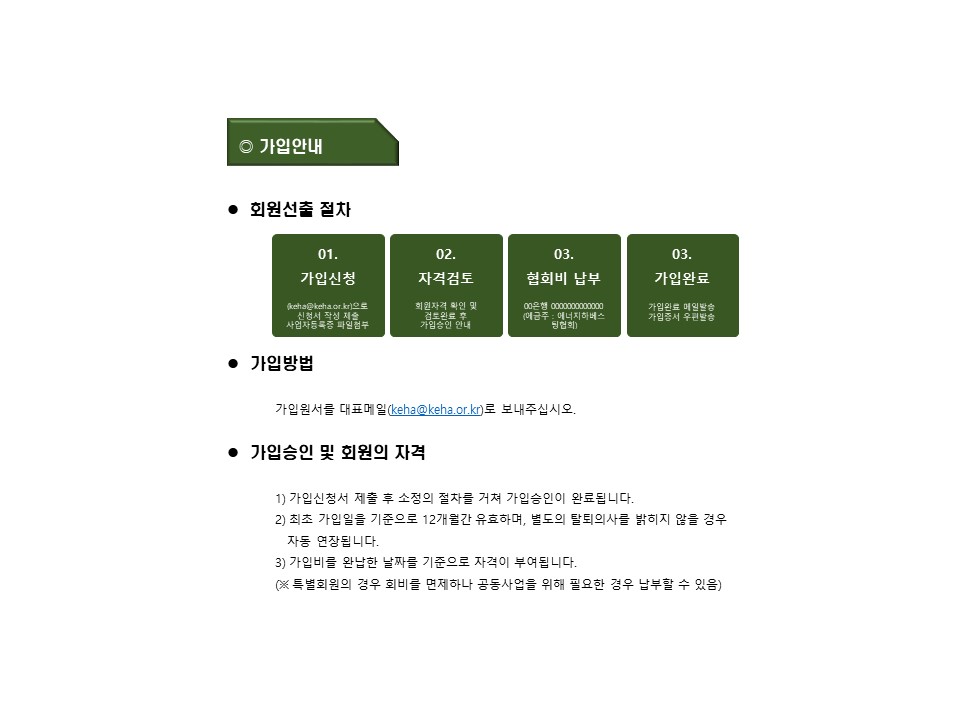 ◎ 가입안내
● 회원선출 절차
01.
가입신청
(keha@keha.or.kr)으로
신청서 작성 제출
사업자등록증 파일첨부
02.
자격검토
회원자격 확인 및
검토완료 후
가입승인 안내
03.
협회비 납부
00은행 0000000000000
(예금주 : 에너지하베스
팅협회)
03.
가입완료
가입완료 메일발송
가입증서 우편발송
● 가입방법
가입원서를 대표메일(keha@keha.or.kr)로 보내주십시오.
● 가입승인 및 회원의 자격
1) 가입신청서 제출 후 소정의 절차를 거쳐 가입승인이 완료됩니다.
2) 최초 가입일을 기준으로 12개월간 유효하며, 별도의 탈퇴의사를 밝히지 않을 경우
자동 연장됩니다.
3) 가입비를 완납한 날짜를 기준으로 자격이 부여됩니다.
(※ 특별회원의 경우 회비를 면제하나 공동사업을 위해 필요한 경우 납부할 수 있음)